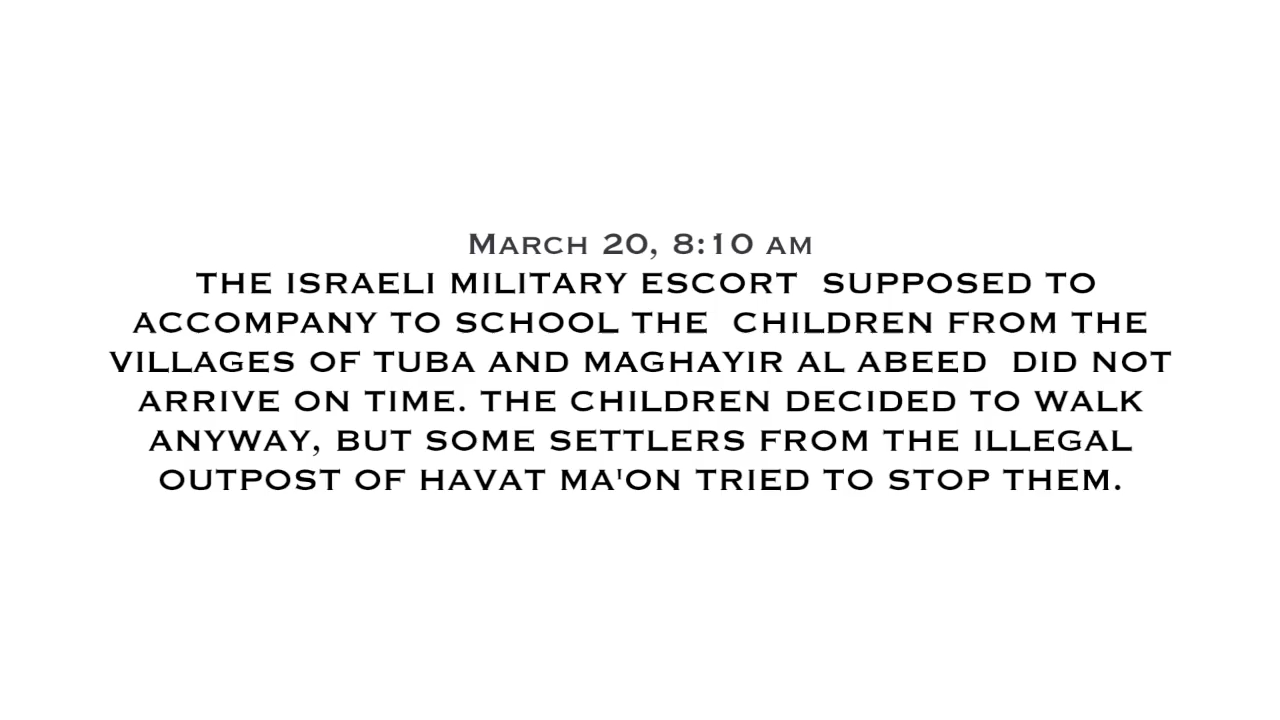 March 20, 8:10 am
THE ISRAELI MILITARY ESCORT  SUPPOSED TO
ACCOMPANY TO SCHOOL THE  CHILDREN FROM THE
VILLAGES OF TUBA AND MAGHAYIR AL ABEED  DID NOT
ARRIVE ON TIME. THE CHILDREN DECIDED TO WALK
ANYWAY, BUT SOME SETTLERS FROM THE ILLEGAL
OUTPOST OF HAVAT MA'ON TRIED TO STOP THEM.